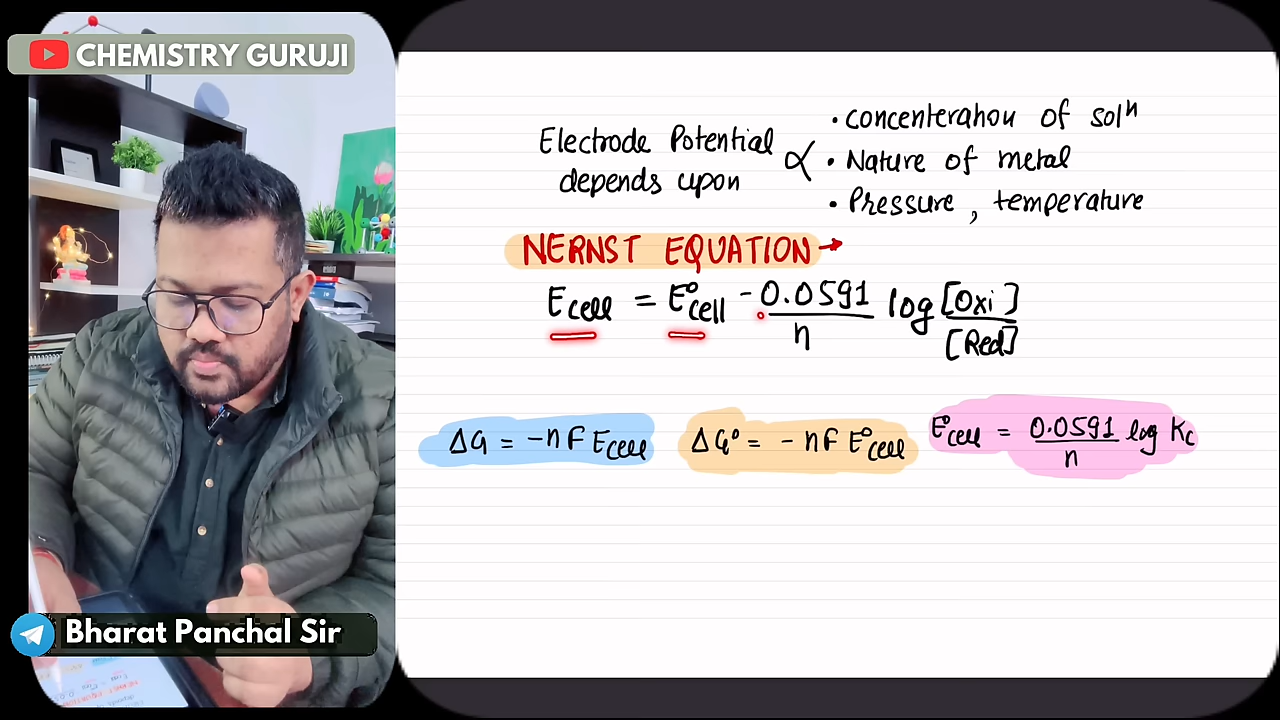 CHEMISTRY GURUJI
Electrode Potential
depends upon
∝
• concenterahou of solⁿ
• Nature of metal
• Pressure , temperature
NERNST EQUATION →
Ecell = E°cell - 0.0591/n log [Oxi]/[Red]
ΔG = -nFEcell
ΔG° = - nFE°cell
E°cell = 0.0591/n log Kc
Bharat Panchal Sir